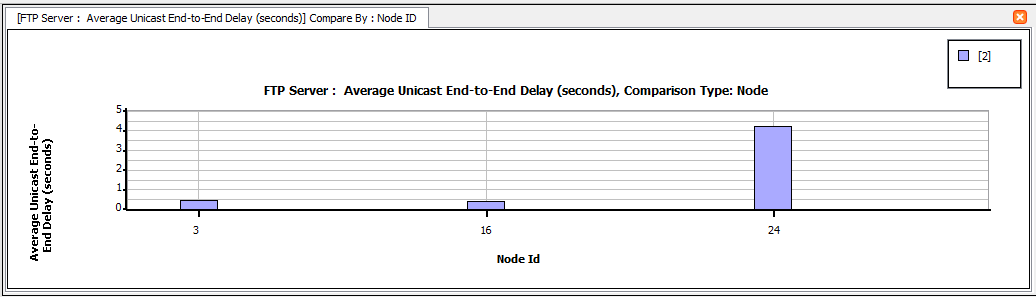 [FTP Server :  Average Unicast End-to-End Delay (seconds)] Compare By : Node ID
[2]
FTP Server :  Average Unicast End-to-End Delay (seconds), Comparison Type: Node
Average Unicast End-to-
End Delay (seconds)
5
4
3
2
1
0
3
16
24
Node Id